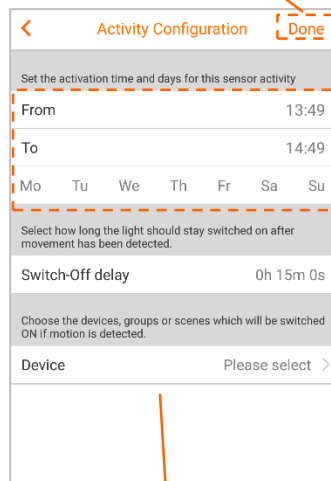 Activity Configuration Done
Set the activation time and days for this sensor activity
From 13:49
To 14:49
Mo Tu We Th Fr Sa Su
Select how long the light should stay switched on after
movement has been detected.
Switch-Off delay 0h 15m 0s
Choose the devices, groups or scenes which will be switched
ON if motion is detected.
Device Please select